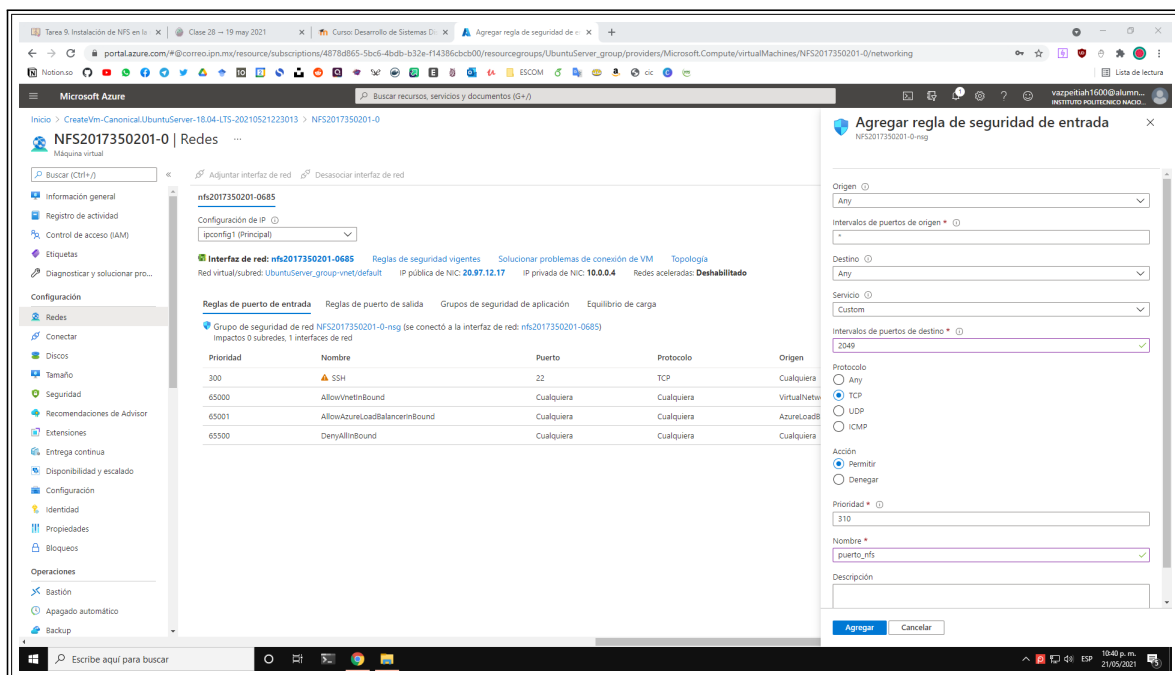 Tarea 9. Instalación de NFS en la
Clase 28 -- 19 may 2021
Curso: Desarrollo de Sistemas Di
Agregar regla de seguridad de e
portal.azure.com/#@correo.ipn.mx/resource/subscriptions/4878d865-5bc6-4bdb-b32e-f14386cbcb00/resourcegroups/UbuntuServer_group/providers/Microsoft.Compute/virtualMachines/NFS2017350201-0/networking
Notion.so
ESCOM
cic
Lista de lectura
Microsoft Azure
Buscar recursos, servicios y documentos (G+/)
1
vazpeitiah1600@alumn...
INSTITUTO POLITECNICO NACIO...
Inicio > CreateVm-Canonical.UbuntuServer-18.04-LTS-20210521223013 > NFS2017350201-0
NFS2017350201-0 | Redes ...
Máquina virtual
Buscar (Ctrl+/)
«
Información general
Registro de actividad
Control de acceso (IAM)
Etiquetas
Diagnosticar y solucionar pro...
Configuración
Redes
Conectar
Discos
Tamaño
Seguridad
Recomendaciones de Advisor
Extensiones
Entrega continua
Disponibilidad y escalado
Configuración
Identidad
Propiedades
Bloqueos
Operaciones
Bastión
Apagado automático
Backup
Adjuntar interfaz de red
Desasociar interfaz de red
nfs2017350201-0685
Configuración de IP
ipconfig1 (Principal)
Interfaz de red: nfs2017350201-0685
Reglas de seguridad vigentes
Solucionar problemas de conexión de VM
Topología
Red virtual/subred: UbuntuServer_group-vnet/default
IP pública de NIC: 20.97.12.17
IP privada de NIC: 10.0.0.4
Redes aceleradas: Deshabilitado
Reglas de puerto de entrada
Reglas de puerto de salida
Grupos de seguridad de aplicación
Equilibrio de carga
Grupo de seguridad de red NFS2017350201-0-nsg (se conectó a la interfaz de red: nfs2017350201-0685)
Impactos 0 subredes, 1 interfaces de red
Prioridad Nombre Puerto Protocolo Origen
300 SSH 22 TCP Cualquiera
65000 AllowVnetInBound Cualquiera Cualquiera VirtualNetw
65001 AllowAzureLoadBalancerInBound Cualquiera Cualquiera AzureLoadB
65500 DenyAllInBound Cualquiera Cualquiera Cualquiera
Agregar regla de seguridad de entrada
NFS2017350201-0-nsg
Origen
Any
Intervalos de puertos de origen *
*
Destino
Any
Servicio
Custom
Intervalos de puertos de destino *
2049
Protocolo
Any
TCP
UDP
ICMP
Acción
Permitir
Denegar
Prioridad *
310
Nombre *
puerto_nfs
Descripción
Agregar
Cancelar
Escribe aquí para buscar
ESP
10:40 p. m.
21/05/2021